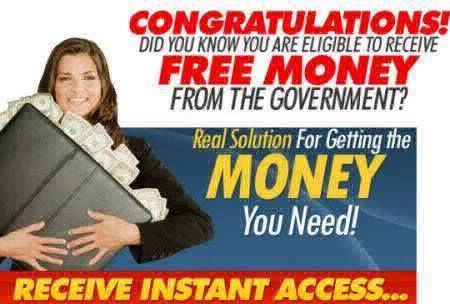 CONGRATULATIONS!
DID YOU KNOW YOU ARE ELIGIBLE TO RECEIVE
FREE MONEY
FROM THE GOVERNMENT?
Real Solution For Getting the
MONEY
You Need!
RECEIVE INSTANT ACCESS...